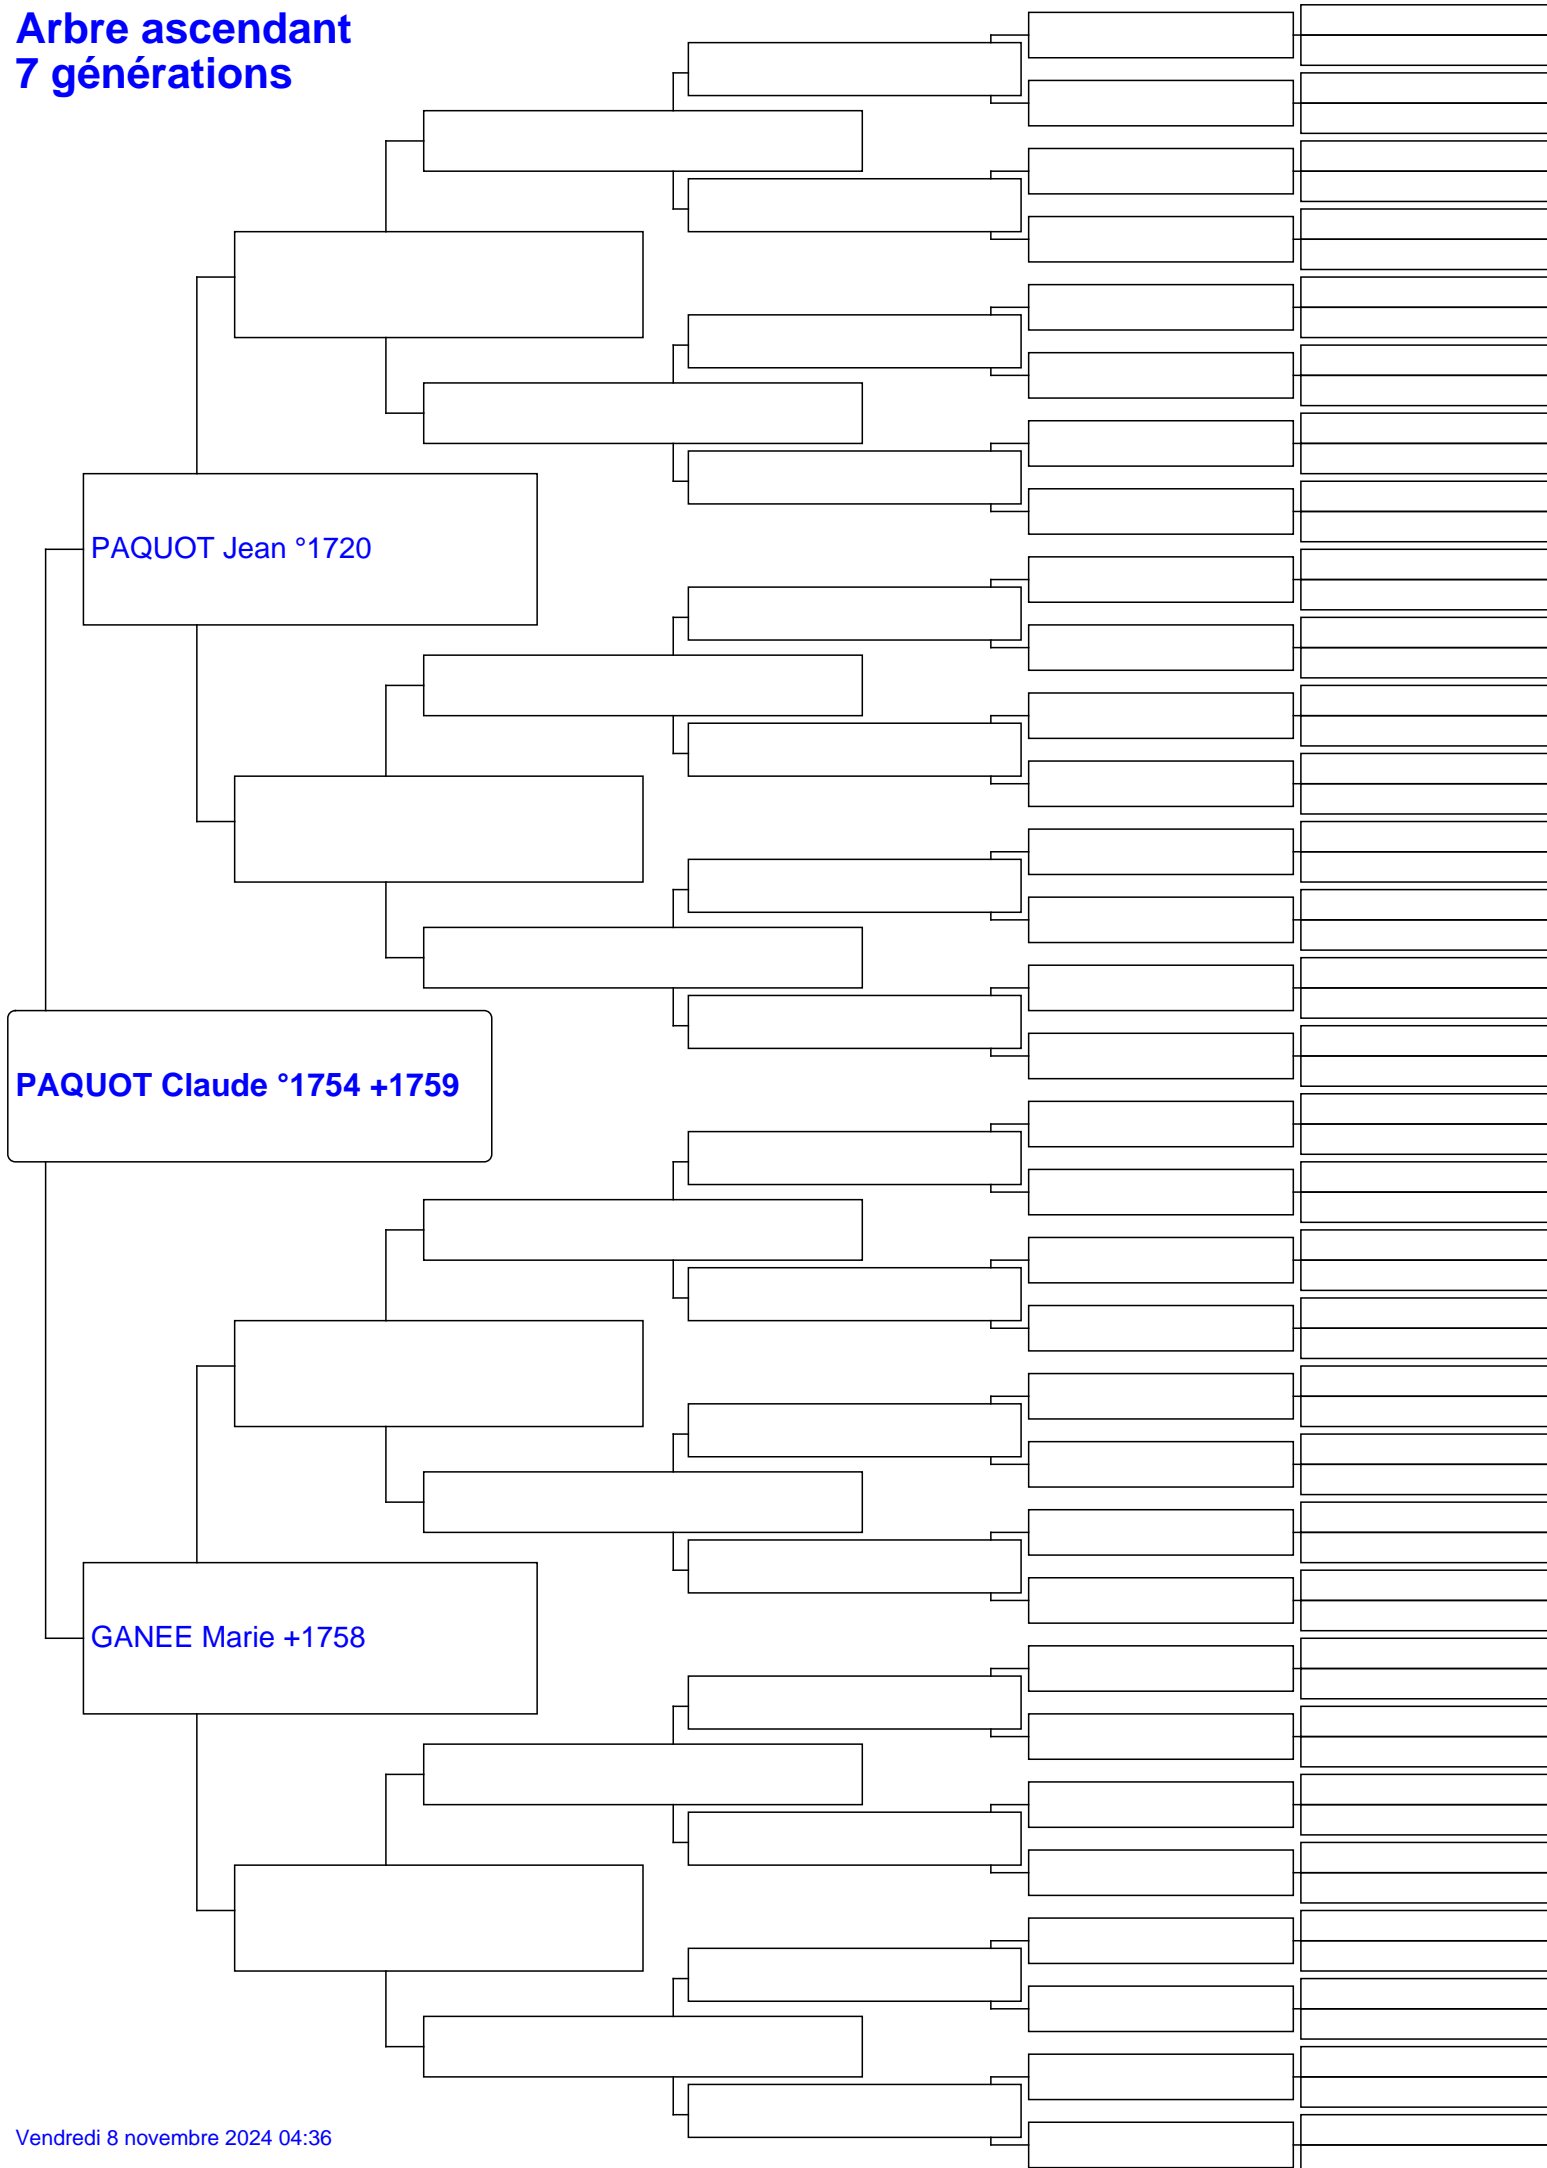 Arbre ascendant
7 générations
PAQUOT Jean °1720
PAQUOT Claude °1754 +1759
GANEE Marie +1758
Vendredi 8 novembre 2024 04:36